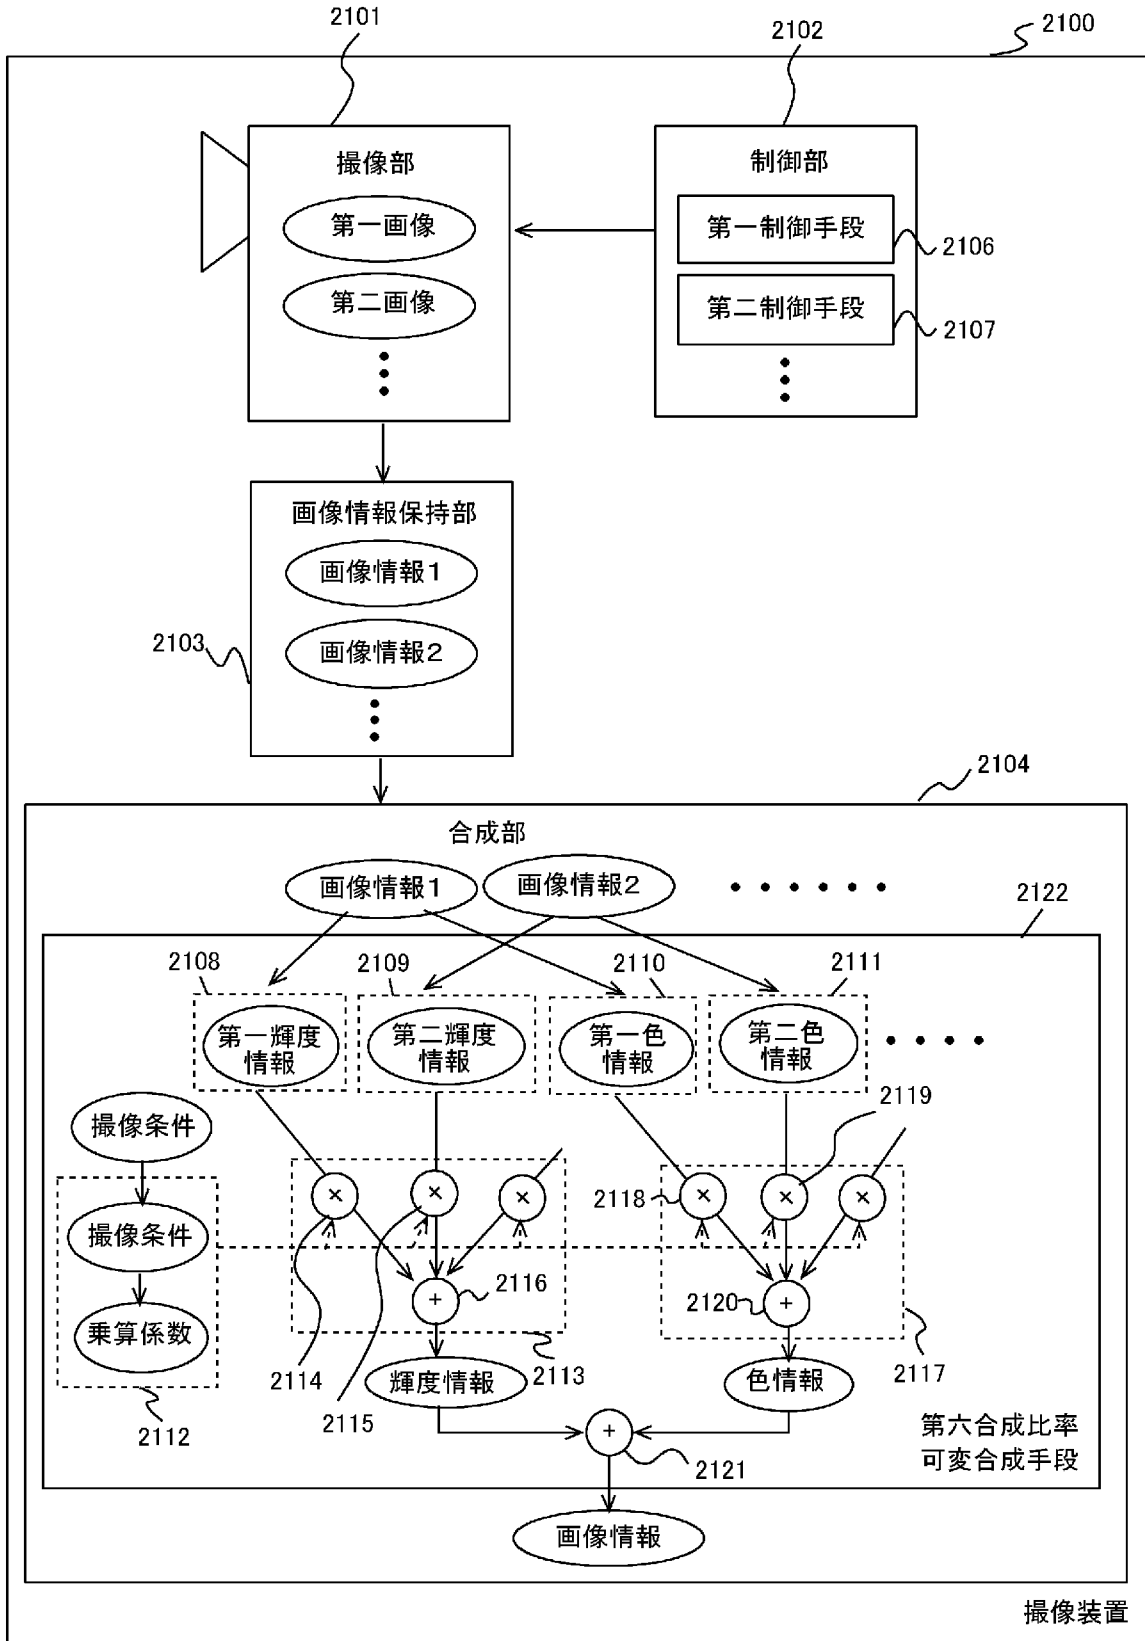 2100
2101
2102
撮像部
第一画像
第二画像
制御部
第一制御手段
2106
第二制御手段
2107
画像情報保持部
画像情報1
画像情報2
2103
2104
合成部
画像情報1
画像情報2
2122
2108
2109
2110
2111
第一輝度
情報
第二輝度
情報
第一色
情報
第二色
情報
撮像条件
2119
×
×
×
2118
×
×
×
撮像条件
乗算係数
+
2116
2120
+
2114
2115
2113
2117
2112
輝度情報
色情報
+
2121
第六合成比率
可変合成手段
画像情報
撮像装置